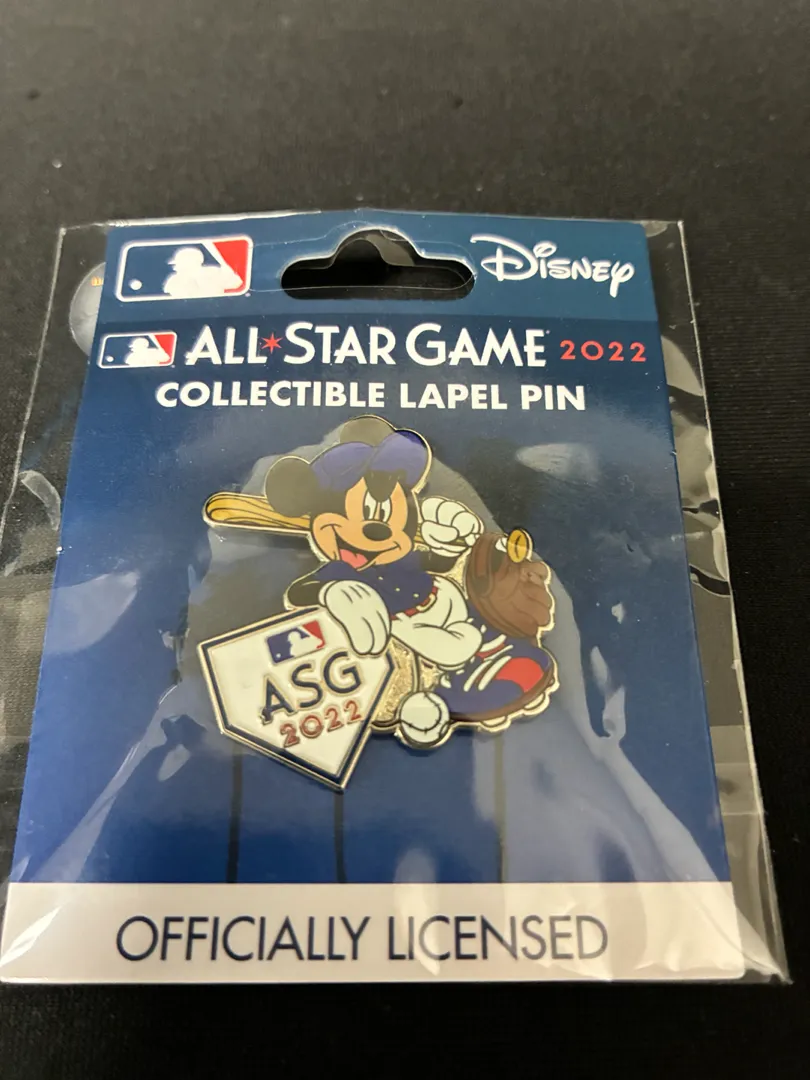 Disney
ALL★STAR GAME 2022
COLLECTIBLE LAPEL PIN
ASG
2022
OFFICIALLY LICENSED